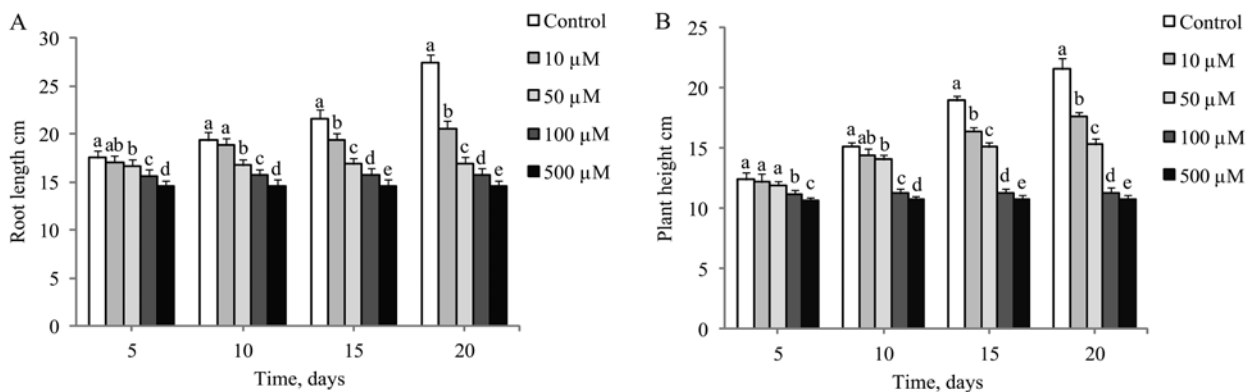 A
Root length cm
30
25
20
15
10
5
0
a ab b c d
a a b c d
a b c d e
a b c d e
5 10 15 20
Time, days
Control
10 µM
50 µM
100 µM
500 µM
B
Plant height cm
25
20
15
10
5
0
a a a b c
a ab b c d
a b c d e
a b c d e
5 10 15 20
Time, days
Control
10 µM
50 µM
100 µM
500 µM